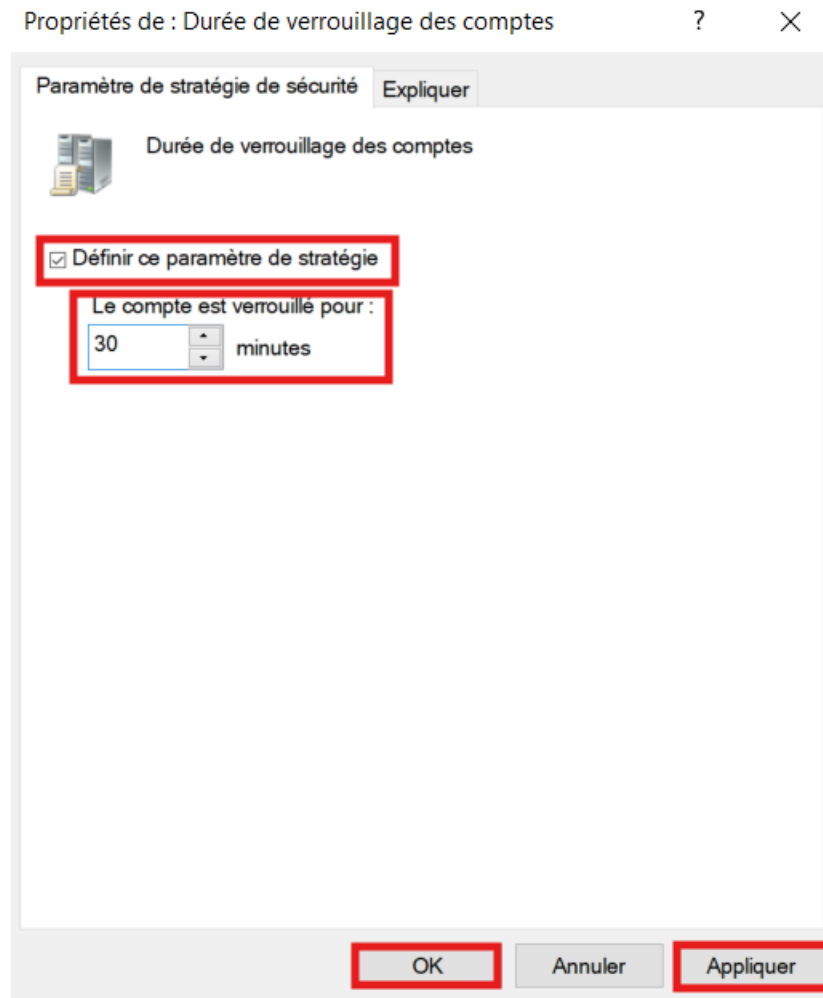 Propriétés de : Durée de verrouillage des comptes ? ×
Paramètre de stratégie de sécurité Expliquer
Durée de verrouillage des comptes
Définir ce paramètre de stratégie
Le compte est verrouillé pour :
30 minutes
OK Annuler Appliquer